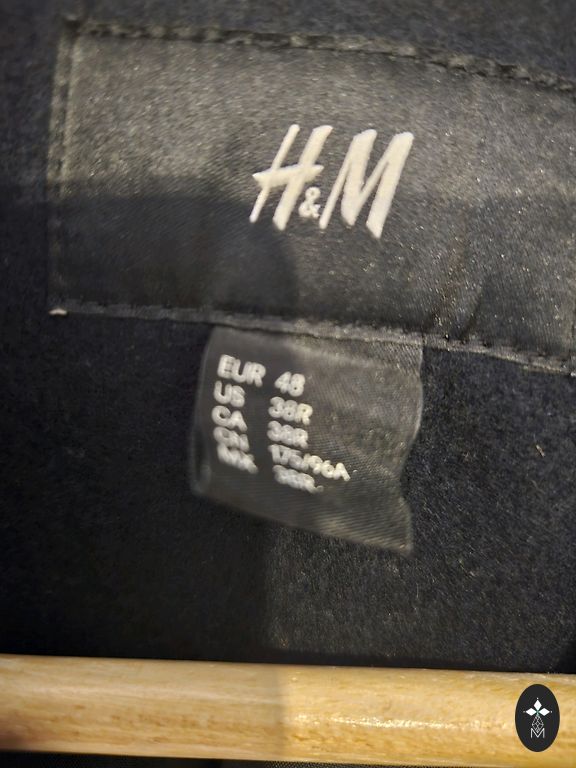 H&M
EUR 48
US 38R
CA 38R
CN 175/96A
MX 38R
M